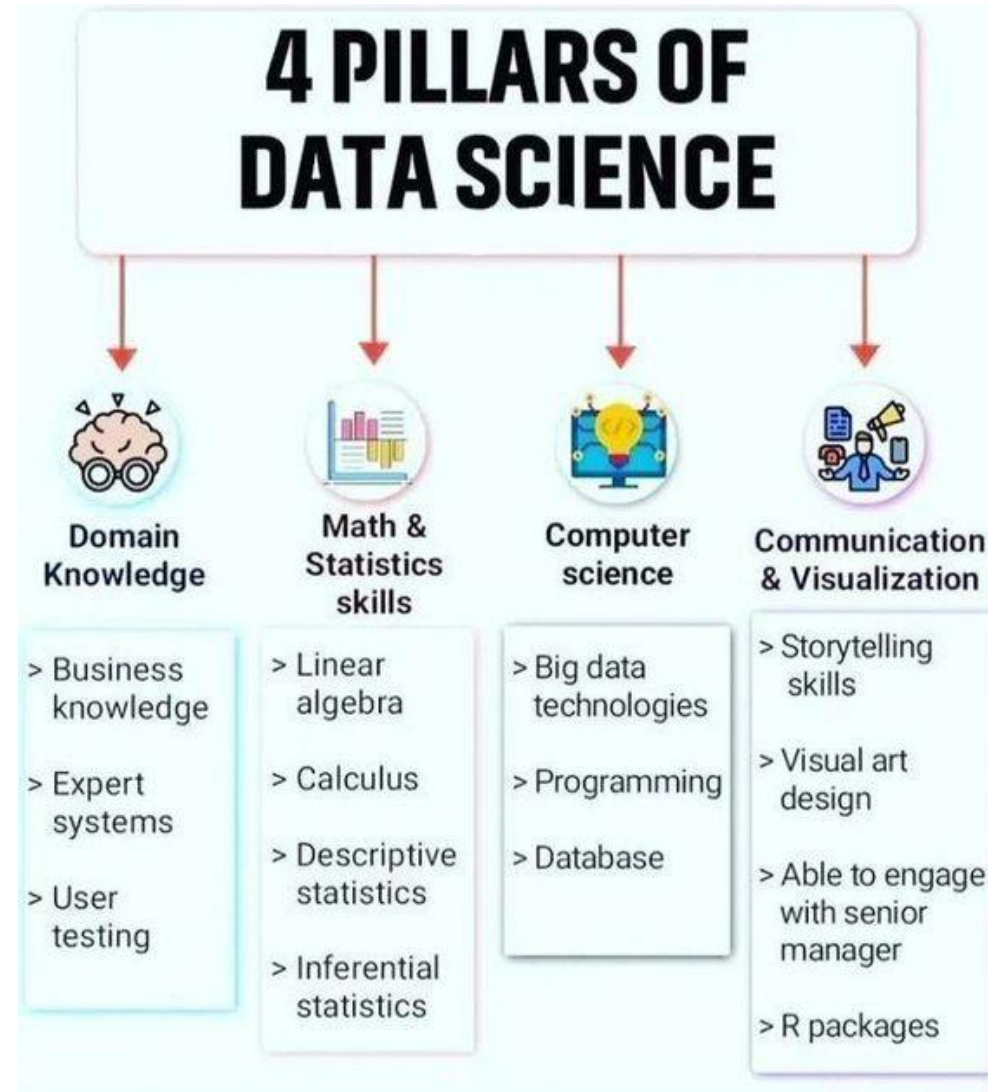 4 PILLARS OF
DATA SCIENCE
Domain
Knowledge
> Business
knowledge
> Expert
systems
> User
testing
Math &
Statistics
skills
> Linear
algebra
> Calculus
> Descriptive
statistics
> Inferential
statistics
Computer
science
> Big data
technologies
> Programming
> Database
Communication
& Visualization
> Storytelling
skills
> Visual art
design
> Able to engage
with senior
manager
> R packages